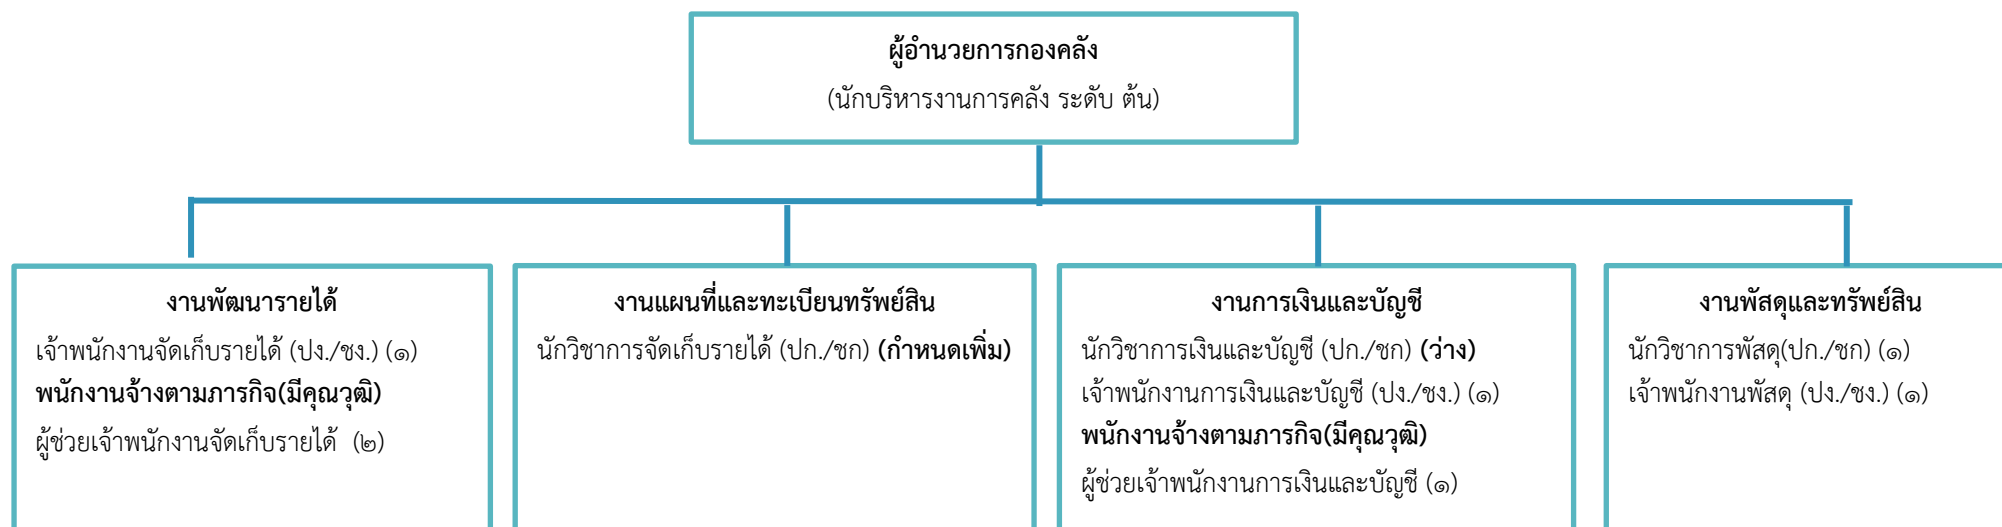 ผู้อำนวยการกองคลัง
(นักบริหารงานการคลัง ระดับ ต้น)
งานพัฒนารายได้
เจ้าพนักงานจัดเก็บรายได้ (ปง./ชง.) (๑)
พนักงานจ้างตามภารกิจ(มีคุณวุฒิ)
ผู้ช่วยเจ้าพนักงานจัดเก็บรายได้ (๒)
งานแผนที่และทะเบียนทรัพย์สิน
นักวิชาการจัดเก็บรายได้ (ปก./ชก) (กำหนดเพิ่ม)
งานการเงินและบัญชี
นักวิชาการเงินและบัญชี (ปก./ชก) (ว่าง)
เจ้าพนักงานการเงินและบัญชี (ปง./ชง.) (๑)
พนักงานจ้างตามภารกิจ(มีคุณวุฒิ)
ผู้ช่วยเจ้าพนักงานการเงินและบัญชี (๑)
งานพัสดุและทรัพย์สิน
นักวิชาการพัสดุ(ปก./ชก) (๑)
เจ้าพนักงานพัสดุ (ปง./ชง.) (๑)